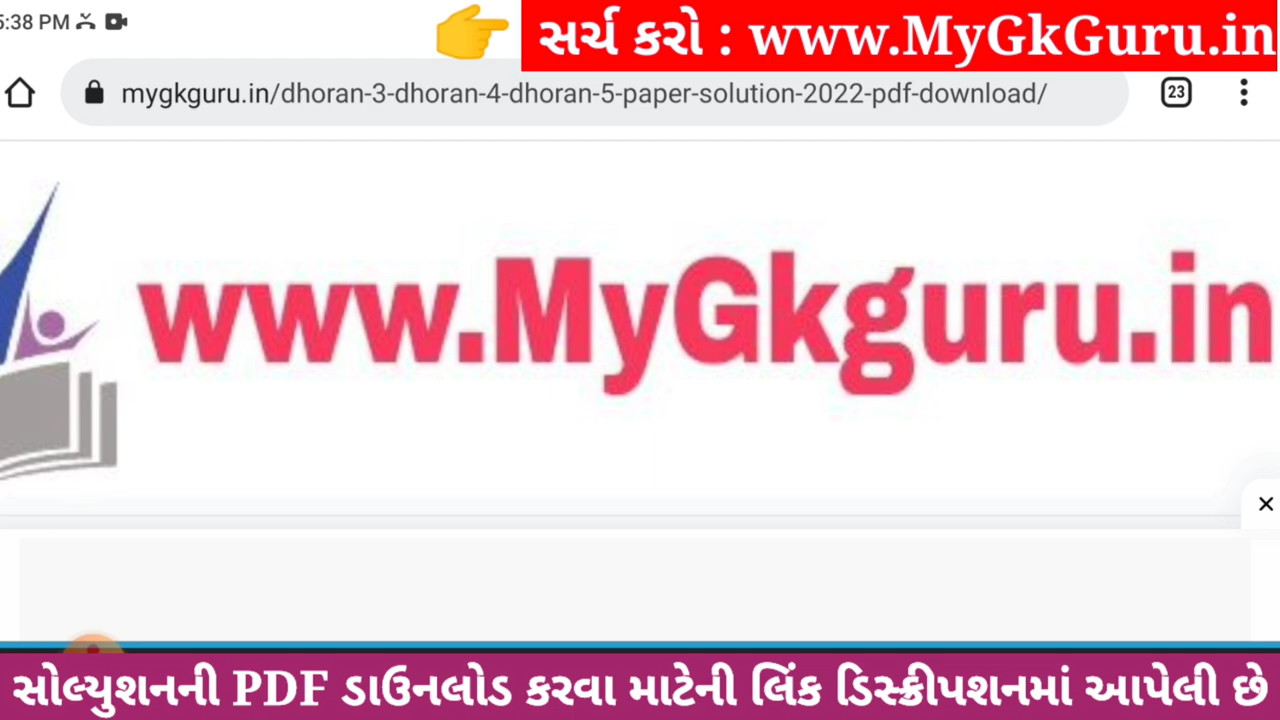 5:38 PM
સર્ચ કરો : www.MyGkGuru.in
mygkguru.in/dhoran-3-dhoran-4-dhoran-5-paper-solution-2022-pdf-download/
23
www.MyGkguru.in
સોલ્યુશનની PDF ડાઉનલોડ કરવા માટેની લિંક ડિસ્ક્રીપશનમાં આપેલી છે